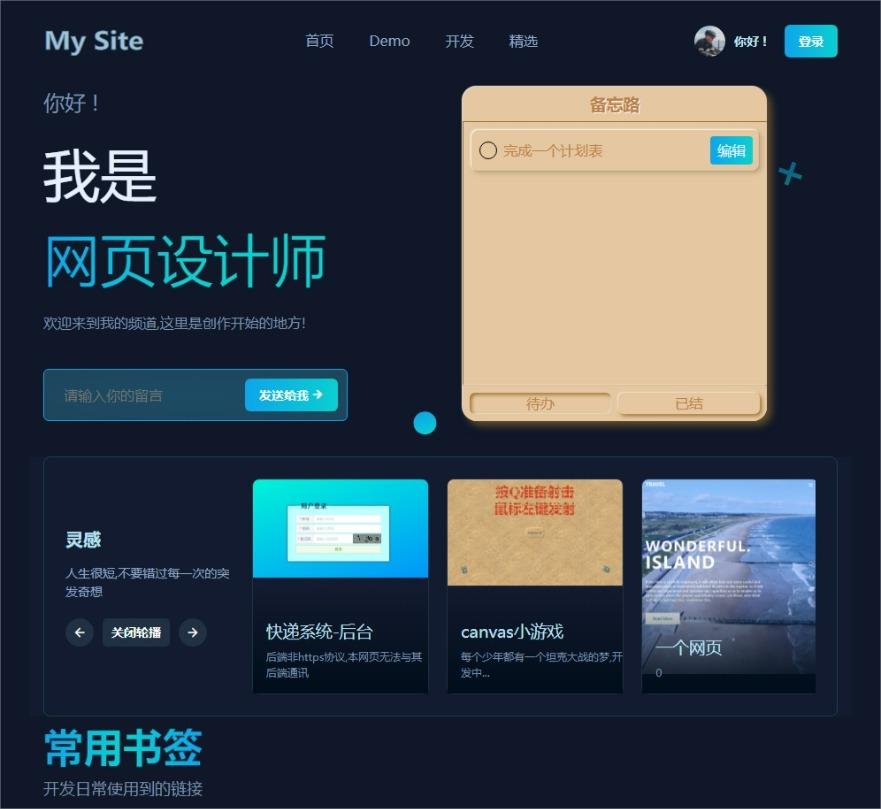 My Site
首页
Demo
开发
精选
你好！
登录
你好！
我是
网页设计师
欢迎来到我的频道,这里是创作开始的地方!
请输入你的留言
发送给我
备忘路
完成一个计划表
编辑
待办
已结
灵感
人生很短,不要错过每一次的突
发奇想
关闭轮播
用户登录
快递系统-后台
后端非https协议,本网页无法与其
后端通讯
按Q准备射击
鼠标左键发射
canvas小游戏
每个少年都有一个坦克大战的梦,开
发中...
TRAVEL
WONDERFUL.
ISLAND
Read More
一个网页
0
常用书签
开发日常使用到的链接